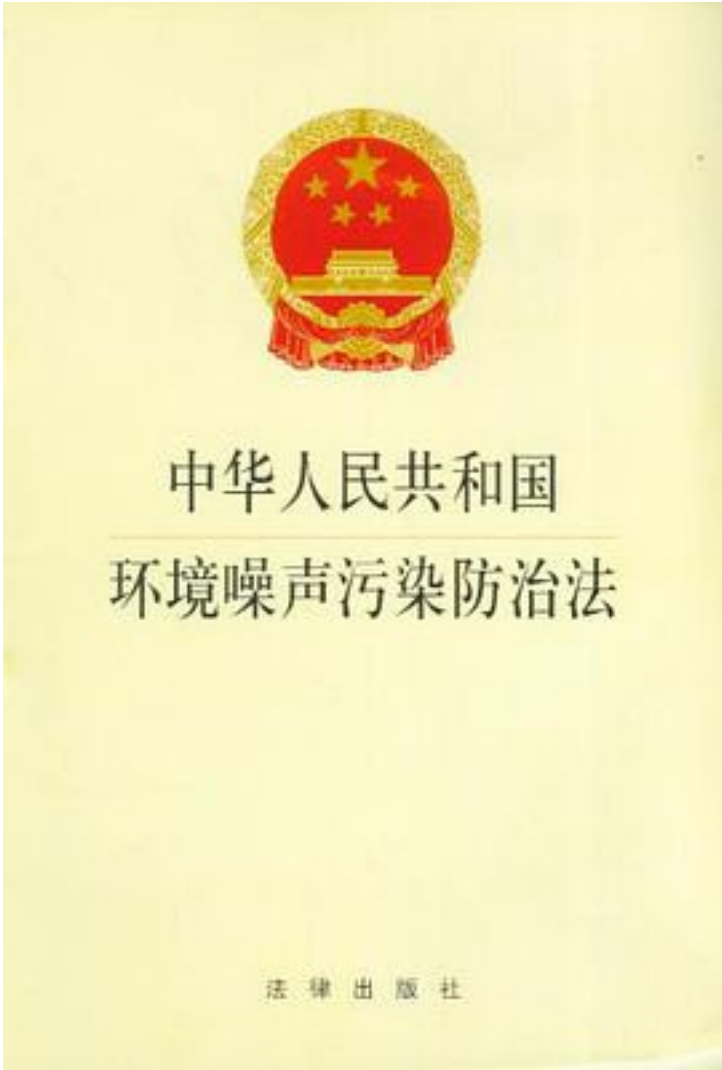 中华人民共和国
环境噪声污染防治法
法律出版社